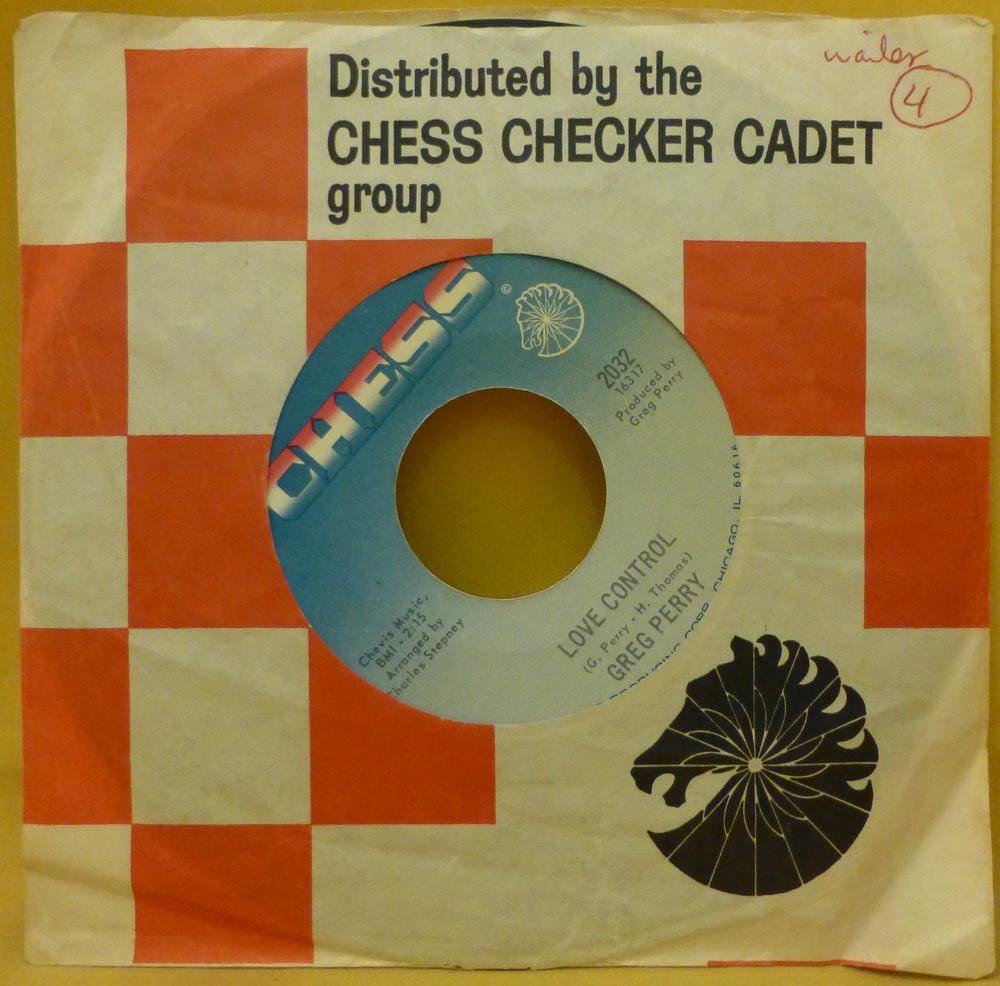 Distributed by the
CHESS CHECKER CADET
group
4
CHESS
©
2032
16317
Produced by
Greg Perry
Chevis Music,
BMI - 2:15
Arranged by
Charles Stepney
LOVE CONTROL
(G. Perry - H. Thomas)
GREG PERRY
CORP. CHICAGO, IL 60616